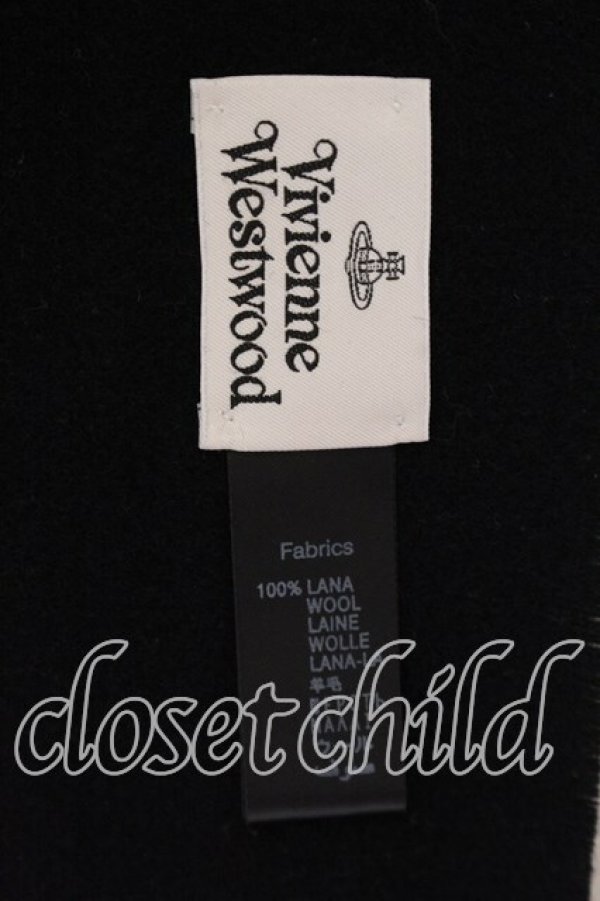 Vivienne
Westwood
Fabrics
100% LANA
WOOL
LAINE
WOLLE
羊毛
closet child